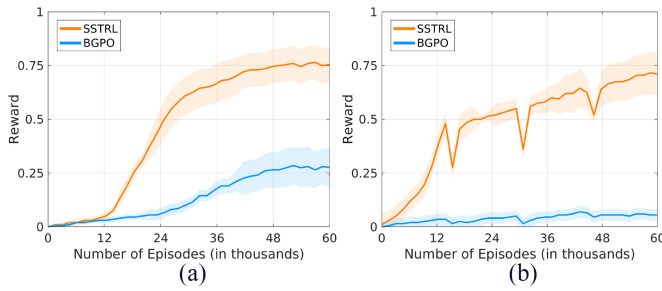 SSTRL
BGPO
1
0.75
0.5
0.25
0
Reward
0 12 24 36 48 60
Number of Episodes (in thousands)
(a)
SSTRL
BGPO
1
0.75
0.5
0.25
0
Reward
0 12 24 36 48 60
Number of Episodes (in thousands)
(b)